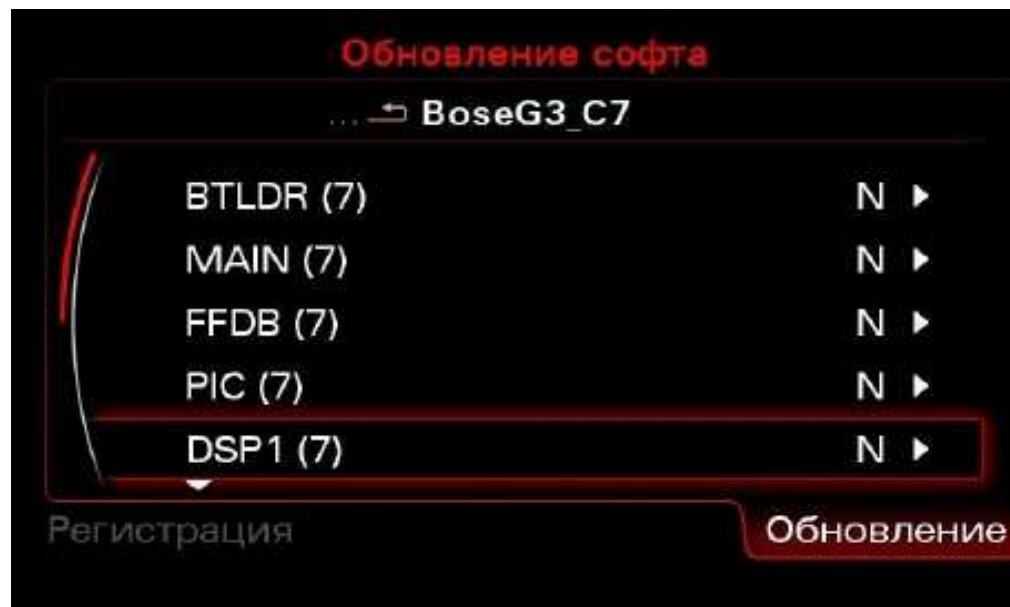 Обновление софта
... BoseG3_C7
BTLDR (7) N
MAIN (7) N
FFDB (7) N
PIC (7) N
DSP1 (7) N
Регистрация Обновление